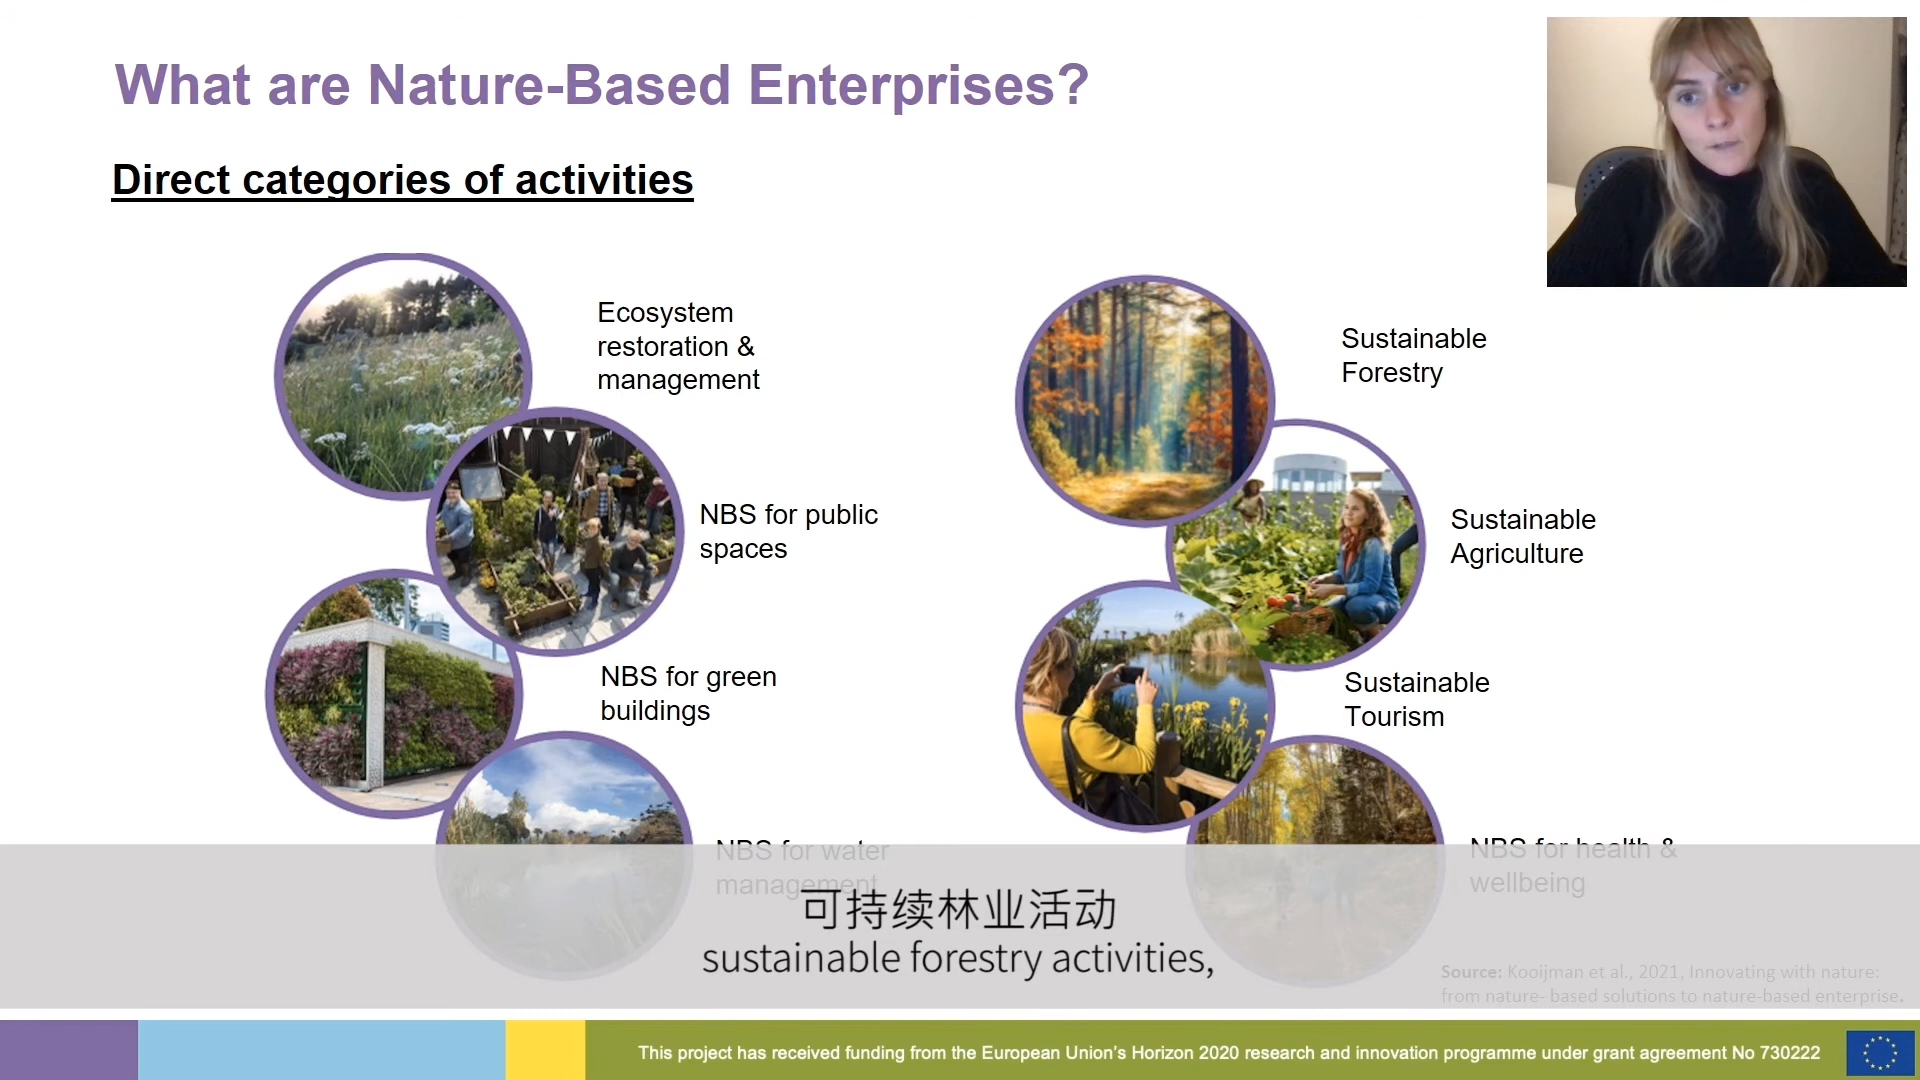 What are Nature-Based Enterprises?
Direct categories of activities
Ecosystem
restoration &
management
NBS for public
spaces
NBS for green
buildings
NBS for water
management
Sustainable
Forestry
Sustainable
Agriculture
Sustainable
Tourism
NBS for health &
wellbeing
可持续林业活动
sustainable forestry activities,
Source: Kooijman et al., 2021, Innovating with nature:
from nature- based solutions to nature-based enterprise.
This project has received funding from the European Union's Horizon 2020 research and innovation programme under grant agreement No 730222